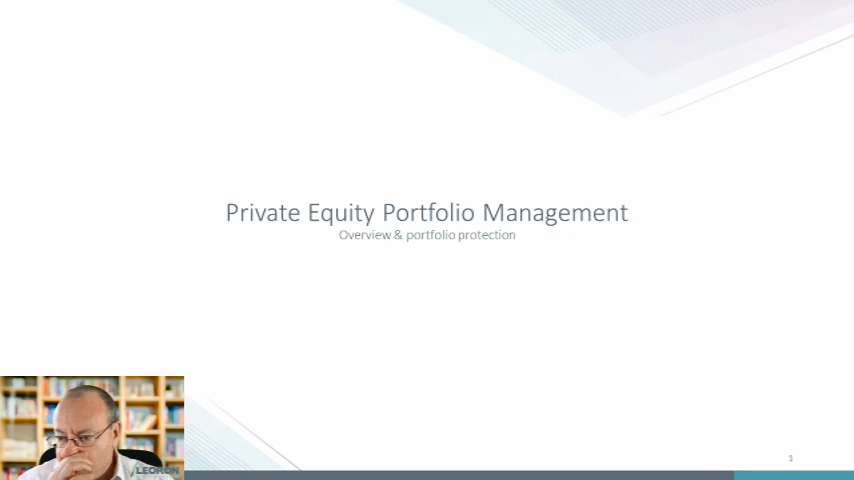 Private Equity Portfolio Management
Overview & portfolio protection
LEORON
1